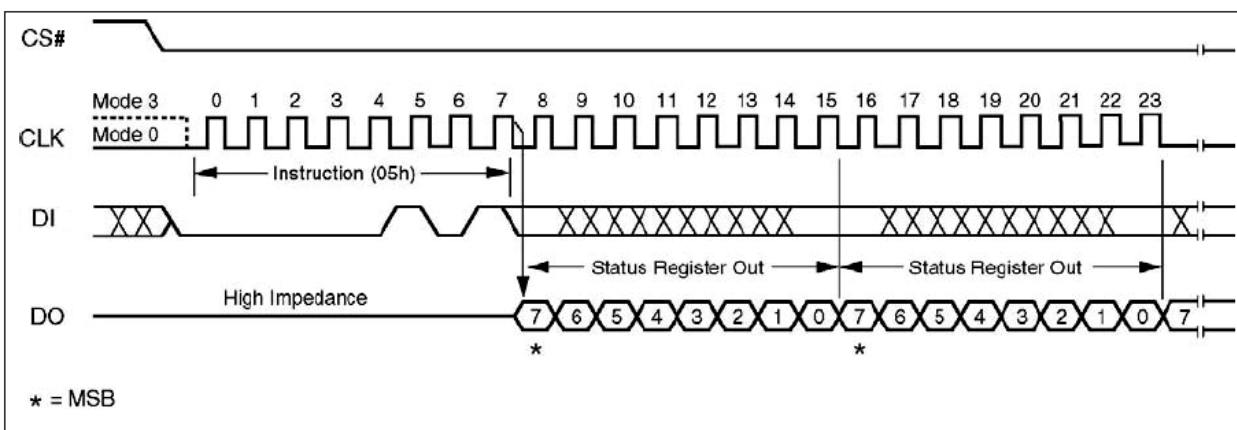 CS#
Mode 3
0 1 2 3 4 5 6 7 8 9 10 11 12 13 14 15 16 17 18 19 20 21 22 23
CLK
Mode 0
Instruction (05h)
DI
Status Register Out
Status Register Out
High Impedance
DO
7 6 5 4 3 2 1 0 7 6 5 4 3 2 1 0 7
* *
* = MSB